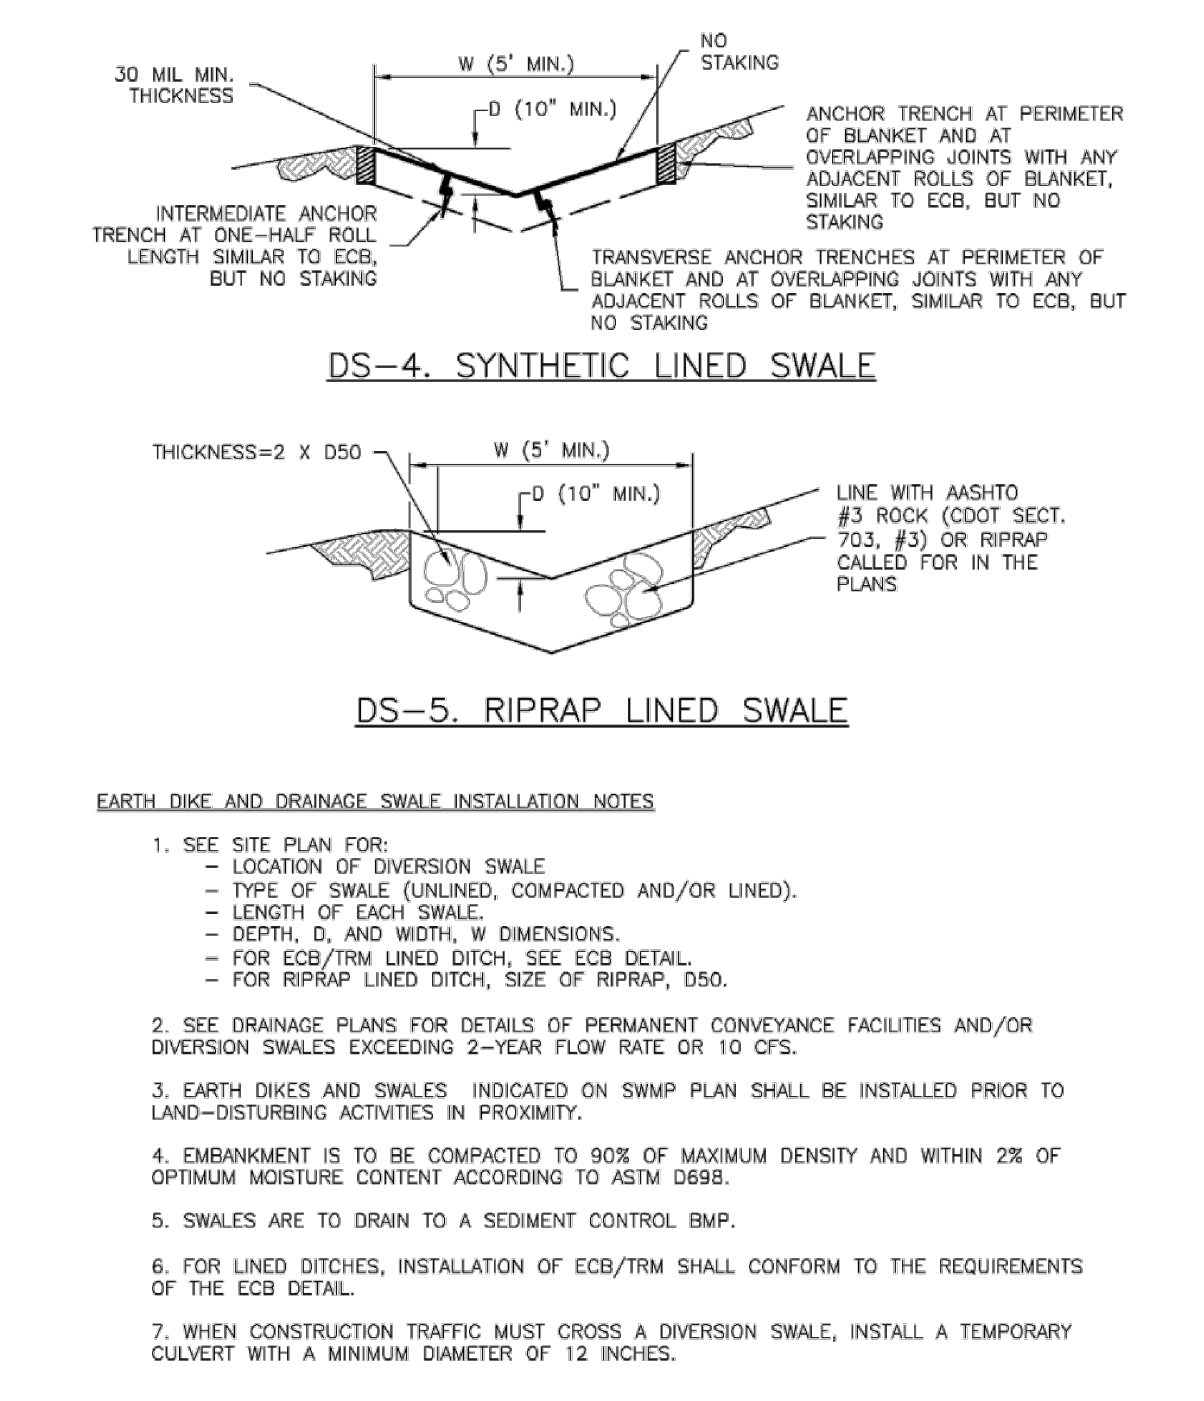 W (5' MIN.)
NO
STAKING
30 MIL MIN.
THICKNESS
D (10" MIN.)
ANCHOR TRENCH AT PERIMETER
OF BLANKET AND AT
OVERLAPPING JOINTS WITH ANY
ADJACENT ROLLS OF BLANKET,
SIMILAR TO ECB, BUT NO
STAKING
INTERMEDIATE ANCHOR
TRENCH AT ONE-HALF ROLL
LENGTH SIMILAR TO ECB,
BUT NO STAKING
TRANSVERSE ANCHOR TRENCHES AT PERIMETER OF
BLANKET AND AT OVERLAPPING JOINTS WITH ANY
ADJACENT ROLLS OF BLANKET, SIMILAR TO ECB, BUT
NO STAKING
DS-4. SYNTHETIC LINED SWALE
THICKNESS=2 X D50
W (5' MIN.)
D (10" MIN.)
LINE WITH AASHTO
#3 ROCK (CDOT SECT.
703, #3) OR RIPRAP
CALLED FOR IN THE
PLANS
DS-5. RIPRAP LINED SWALE
EARTH DIKE AND DRAINAGE SWALE INSTALLATION NOTES
1. SEE SITE PLAN FOR:
- LOCATION OF DIVERSION SWALE
- TYPE OF SWALE (UNLINED, COMPACTED AND/OR LINED).
- LENGTH OF EACH SWALE.
- DEPTH, D, AND WIDTH, W DIMENSIONS.
- FOR ECB/TRM LINED DITCH, SEE ECB DETAIL.
- FOR RIPRAP LINED DITCH, SIZE OF RIPRAP, D50.
2. SEE DRAINAGE PLANS FOR DETAILS OF PERMANENT CONVEYANCE FACILITIES AND/OR
DIVERSION SWALES EXCEEDING 2-YEAR FLOW RATE OR 10 CFS.
3. EARTH DIKES AND SWALES INDICATED ON SWMP PLAN SHALL BE INSTALLED PRIOR TO
LAND-DISTURBING ACTIVITIES IN PROXIMITY.
4. EMBANKMENT IS TO BE COMPACTED TO 90% OF MAXIMUM DENSITY AND WITHIN 2% OF
OPTIMUM MOISTURE CONTENT ACCORDING TO ASTM D698.
5. SWALES ARE TO DRAIN TO A SEDIMENT CONTROL BMP.
6. FOR LINED DITCHES, INSTALLATION OF ECB/TRM SHALL CONFORM TO THE REQUIREMENTS
OF THE ECB DETAIL.
7. WHEN CONSTRUCTION TRAFFIC MUST CROSS A DIVERSION SWALE, INSTALL A TEMPORARY
CULVERT WITH A MINIMUM DIAMETER OF 12 INCHES.